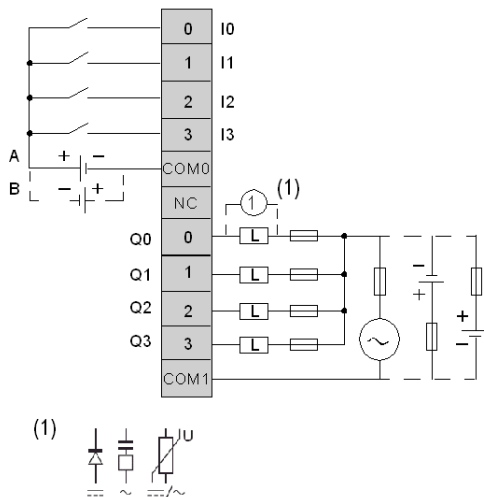 0 I0
1 I1
2 I2
3 I3
A + −
COM0
B − +
NC
1 (1)
Q0 0 L
Q1 1 L
Q2 2 L
Q3 3 L
− +
+ −
~
COM1
(1)
U
~ /~